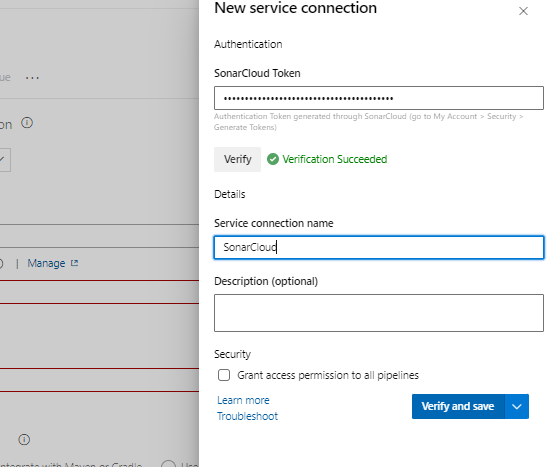 New service connection
Authentication
SonarCloud Token
••••••••••••••••••••••••••••••••••••••••
Authentication Token generated through SonarCloud (go to My Account > Security >
Generate Tokens)
Verify
Verification Succeeded
Details
Service connection name
SonarCloud
Manage
Description (optional)
Security
Grant access permission to all pipelines
Learn more
Troubleshoot
Verify and save
ntegrate with Maven or Gradle
Use